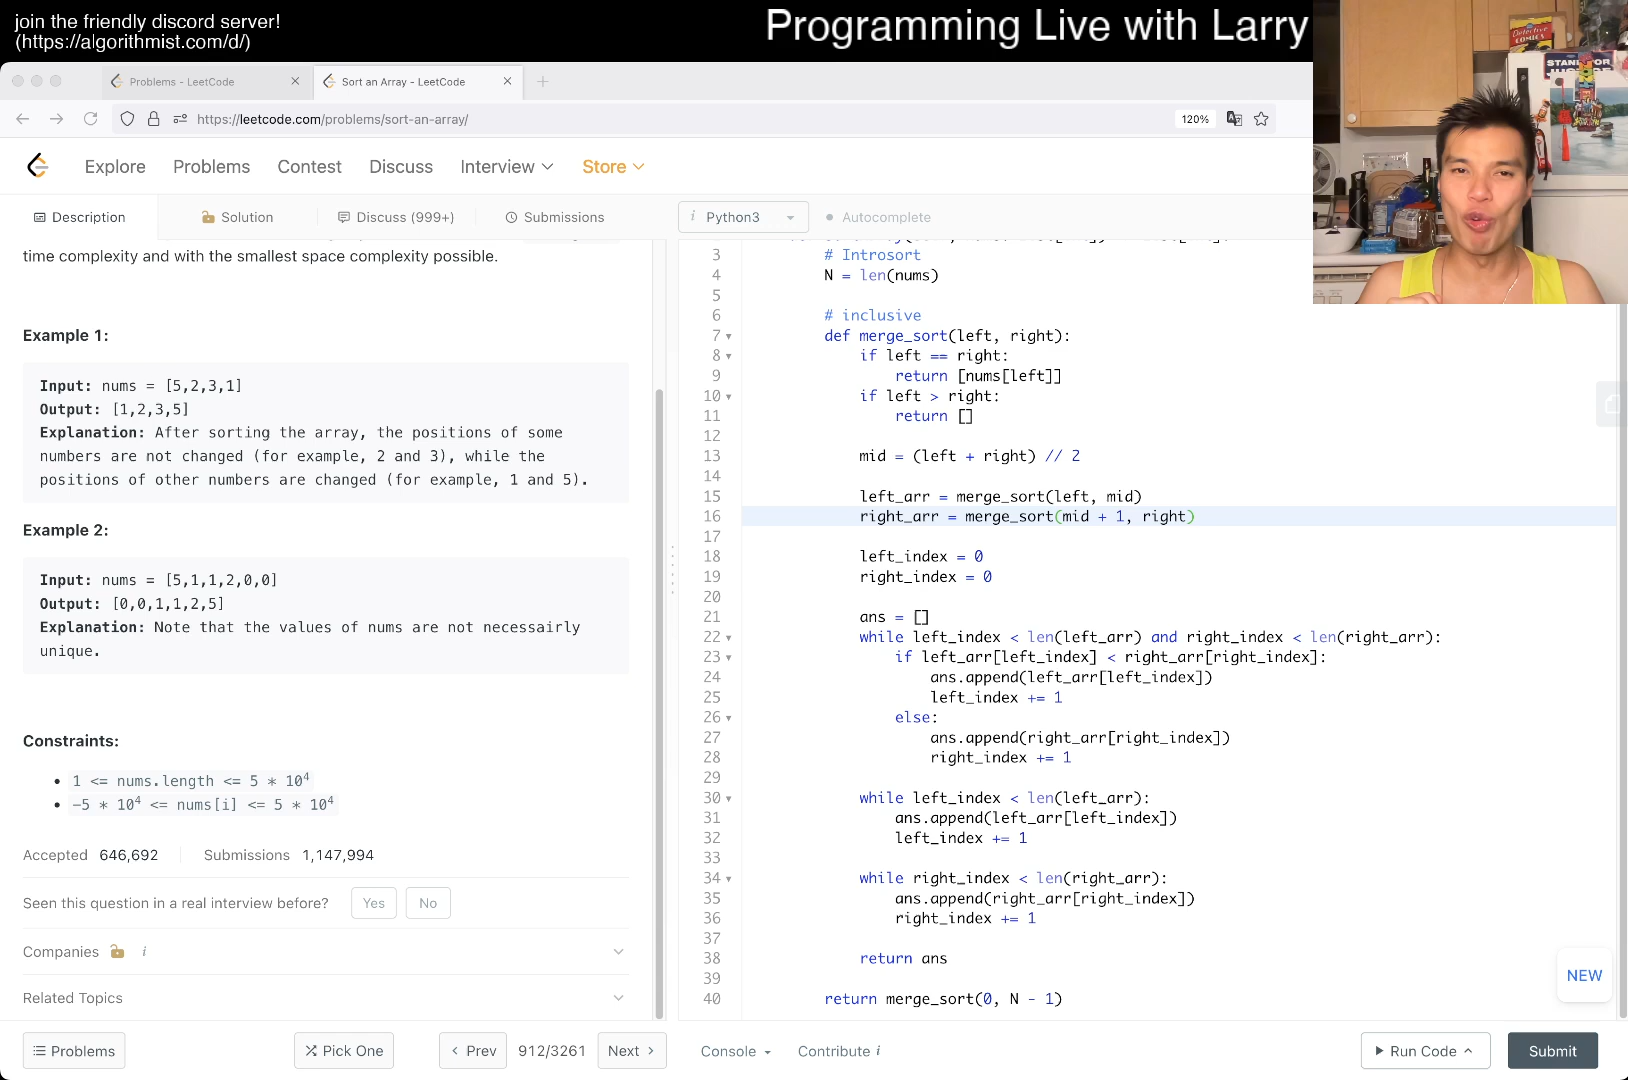 join the friendly discord server!
(https://algorithmist.com/d/)
Programming Live with Larry
Problems - LeetCode
Sort an Array - LeetCode
https://leetcode.com/problems/sort-an-array/
120%
Explore Problems Contest Discuss Interview Store
Description Solution Discuss (999+) Submissions
time complexity and with the smallest space complexity possible.
Example 1:
Input: nums = [5,2,3,1]
Output: [1,2,3,5]
Explanation: After sorting the array, the positions of some
numbers are not changed (for example, 2 and 3), while the
positions of other numbers are changed (for example, 1 and 5).
Example 2:
Input: nums = [5,1,1,2,0,0]
Output: [0,0,1,1,2,5]
Explanation: Note that the values of nums are not necessairly
unique.
Constraints:
• 1 <= nums.length <= 5 * 10⁴
• -5 * 10⁴ <= nums[i] <= 5 * 10⁴
Accepted 646,692 Submissions 1,147,994
Seen this question in a real interview before? Yes No
Companies i
Related Topics
Problems Pick One < Prev 912/3261 Next >
i Python3 Autocomplete
3 # Introsort
4 N = len(nums)
5
6 # inclusive
7 def merge_sort(left, right):
8 if left == right:
9 return [nums[left]]
10 if left > right:
11 return []
12
13 mid = (left + right) // 2
14
15 left_arr = merge_sort(left, mid)
16 right_arr = merge_sort(mid + 1, right)
17
18 left_index = 0
19 right_index = 0
20
21 ans = []
22 while left_index < len(left_arr) and right_index < len(right_arr):
23 if left_arr[left_index] < right_arr[right_index]:
24 ans.append(left_arr[left_index])
25 left_index += 1
26 else:
27 ans.append(right_arr[right_index])
28 right_index += 1
29
30 while left_index < len(left_arr):
31 ans.append(left_arr[left_index])
32 left_index += 1
33
34 while right_index < len(right_arr):
35 ans.append(right_arr[right_index])
36 right_index += 1
37
38 return ans
39
40 return merge_sort(0, N - 1)
NEW
Console Contribute i
Run Code Submit
Detective
COMICS